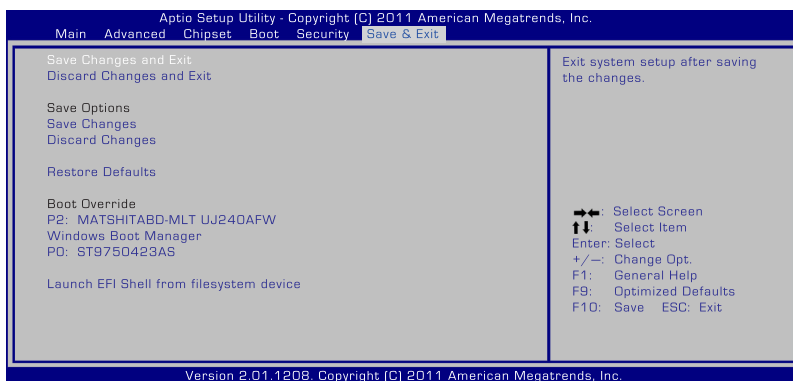 Aptio Setup Utility - Copyright (C) 2011 American Megatrends, Inc.
Main Advanced Chipset Boot Security Save & Exit
Save Changes and Exit
Discard Changes and Exit
Save Options
Save Changes
Discard Changes
Restore Defaults
Boot Override
P2: MATSHITABD-MLT UJ240AFW
Windows Boot Manager
P0: ST9750423AS
Launch EFI Shell from filesystem device
Exit system setup after saving
the changes.
→←: Select Screen
↑↓: Select Item
Enter: Select
+/—: Change Opt.
F1: General Help
F9: Optimized Defaults
F10: Save ESC: Exit
Version 2.01.1208. Copyright (C) 2011 American Megatrends, Inc.